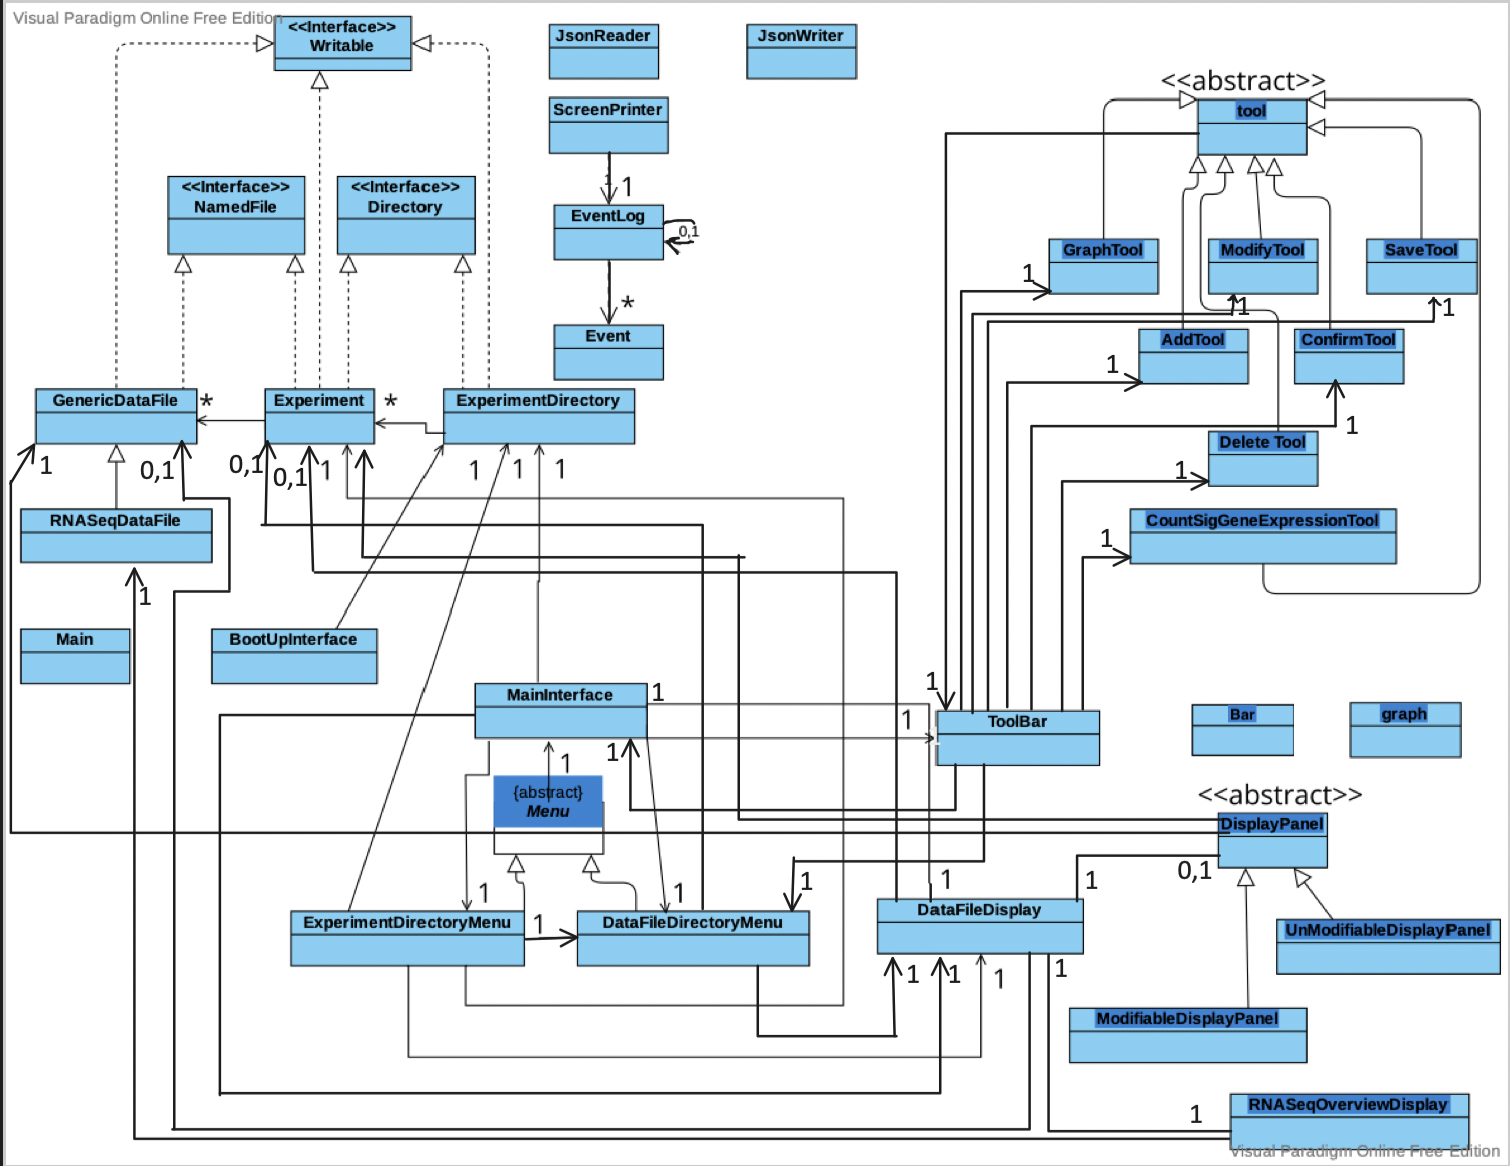 Visual Paradigm Online Free Edition
<<Interface>>
Writable
JsonReader
JsonWriter
<<abstract>>
tool
ScreenPrinter
1
1
<<Interface>>
NamedFile
<<Interface>>
Directory
EventLog
0,1
*
Event
GraphTool
ModifyTool
SaveTool
1
1
1
AddTool
ConfirmTool
1
1
GenericDataFile
*
Experiment
*
ExperimentDirectory
Delete Tool
1
1
0,1
0,1
0,1
1
1
1
1
RNASeqDataFile
CountSigGeneExpressionTool
1
1
Main
BootUpInterface
MainInterface
1
1
1
ToolBar
Bar
graph
1
1
{abstract}
Menu
<<abstract>>
DisplayPanel
0,1
1
1
1
1
1
ExperimentDirectoryMenu
1
DataFileDirectoryMenu
DataFileDisplay
UnModifiableDisplayPanel
1
1
1
1
ModifiableDisplayPanel
1
RNASeqOverviewDisplay
Visual Paradigm Online Free Edition